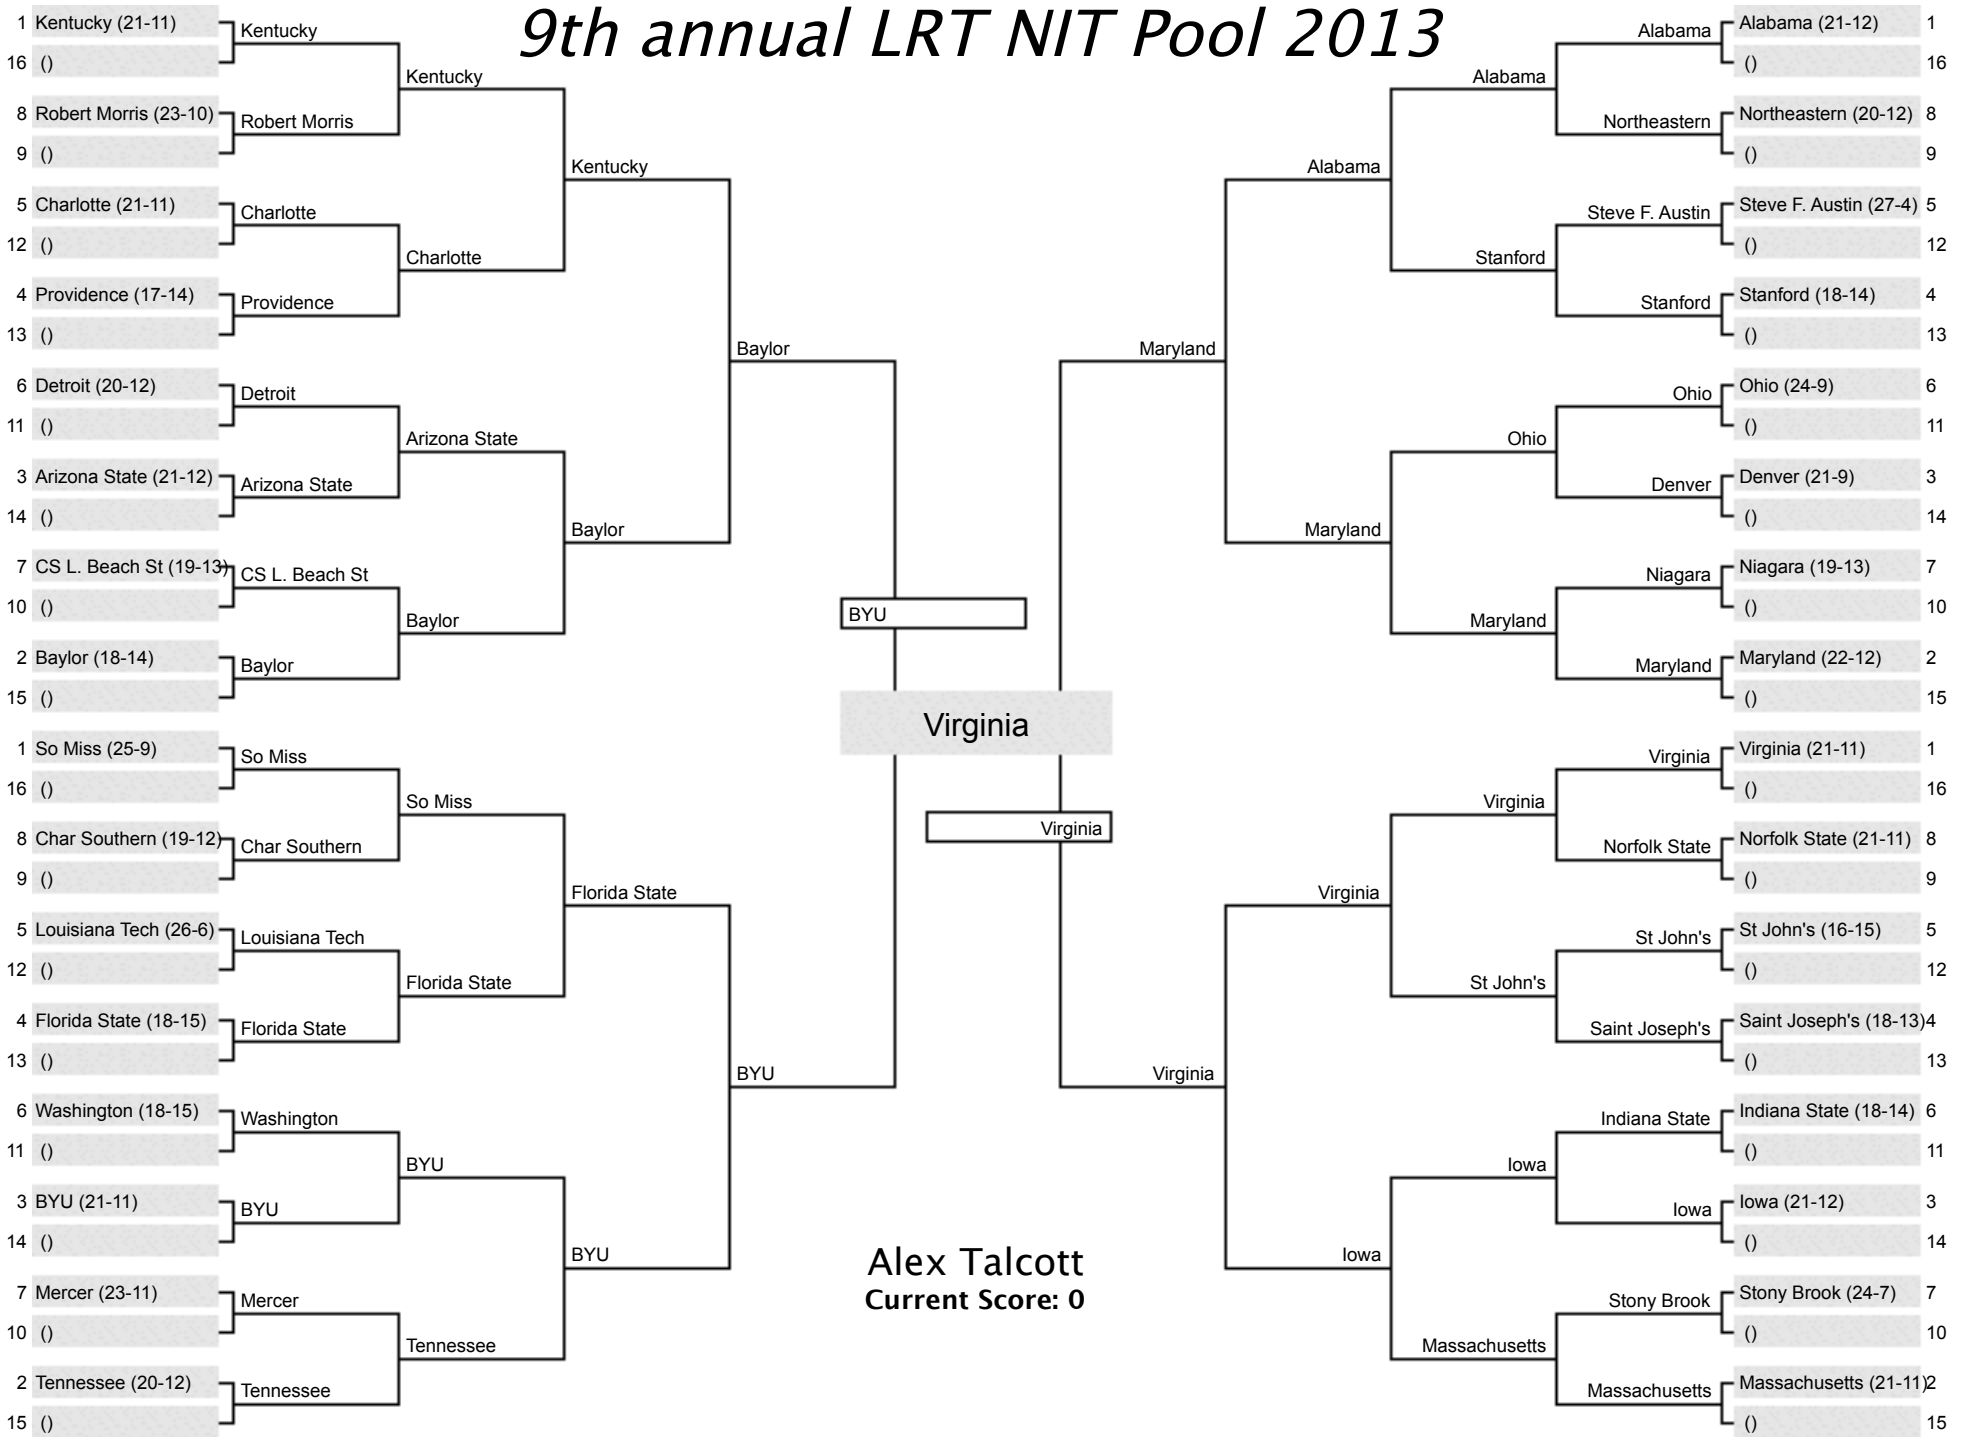 9th annual LRT NIT Pool 2013
1 Kentucky (21-11)
16 ()
8 Robert Morris (23-10)
9 ()
5 Charlotte (21-11)
12 ()
4 Providence (17-14)
13 ()
6 Detroit (20-12)
11 ()
3 Arizona State (21-12)
14 ()
7 CS L. Beach St (19-13)
10 ()
2 Baylor (18-14)
15 ()
1 So Miss (25-9)
16 ()
8 Char Southern (19-12)
9 ()
5 Louisiana Tech (26-6)
12 ()
4 Florida State (18-15)
13 ()
6 Washington (18-15)
11 ()
3 BYU (21-11)
14 ()
7 Mercer (23-11)
10 ()
2 Tennessee (20-12)
15 ()
Kentucky
Robert Morris
Charlotte
Providence
Detroit
Arizona State
CS L. Beach St
Baylor
So Miss
Char Southern
Louisiana Tech
Florida State
Washington
BYU
Mercer
Tennessee
Kentucky
Charlotte
Arizona State
Baylor
So Miss
Florida State
BYU
Tennessee
Kentucky
Baylor
Florida State
BYU
Baylor
BYU
BYU
Virginia
Virginia
Alex Talcott
Current Score: 0
Maryland
Virginia
Alabama
Maryland
Virginia
Iowa
Alabama
Stanford
Ohio
Maryland
Virginia
St John's
Iowa
Massachusetts
Alabama
Northeastern
Steve F. Austin
Stanford
Ohio
Denver
Niagara
Maryland
Virginia
Norfolk State
St John's
Saint Joseph's
Indiana State
Iowa
Stony Brook
Massachusetts
Alabama (21-12) 1
() 16
Northeastern (20-12) 8
() 9
Steve F. Austin (27-4) 5
() 12
Stanford (18-14) 4
() 13
Ohio (24-9) 6
() 11
Denver (21-9) 3
() 14
Niagara (19-13) 7
() 10
Maryland (22-12) 2
() 15
Virginia (21-11) 1
() 16
Norfolk State (21-11) 8
() 9
St John's (16-15) 5
() 12
Saint Joseph's (18-13) 4
() 13
Indiana State (18-14) 6
() 11
Iowa (21-12) 3
() 14
Stony Brook (24-7) 7
() 10
Massachusetts (21-11) 2
() 15